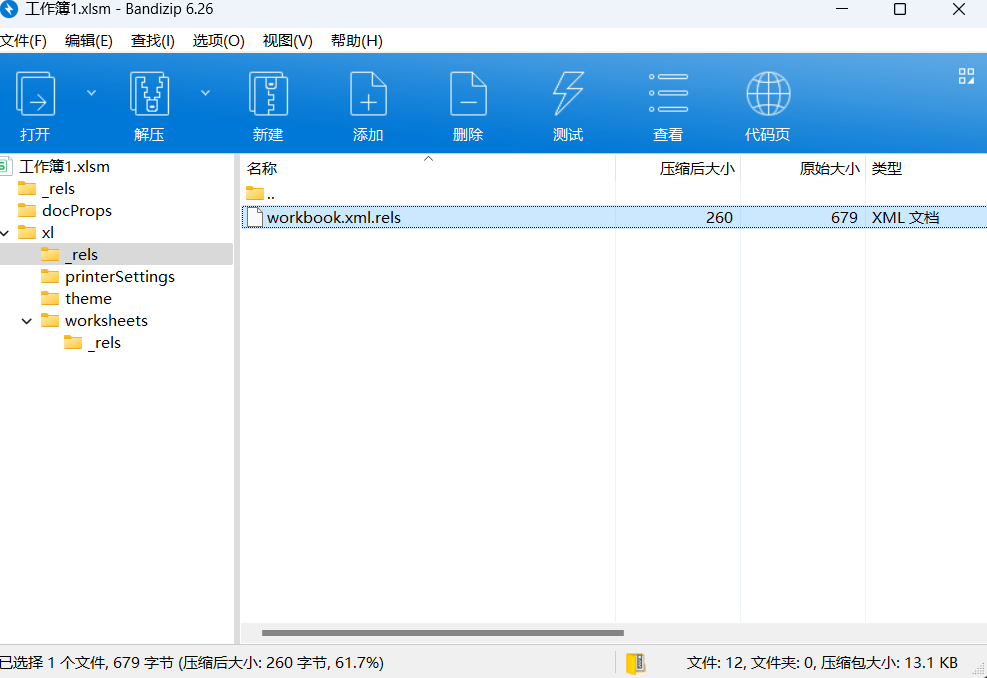 工作簿1.xlsm - Bandizip 6.26
文件(F) 编辑(E) 查找(I) 选项(O) 视图(V) 帮助(H)
打开 解压 新建 添加 删除 测试 查看 代码页
工作簿1.xlsm
_rels
docProps
xl
_rels
printerSettings
theme
worksheets
_rels
名称 压缩后大小 原始大小 类型
..
workbook.xml.rels 260 679 XML 文档
已选择 1 个文件, 679 字节 (压缩后大小: 260 字节, 61.7%)
文件: 12, 文件夹: 0, 压缩包大小: 13.1 KB